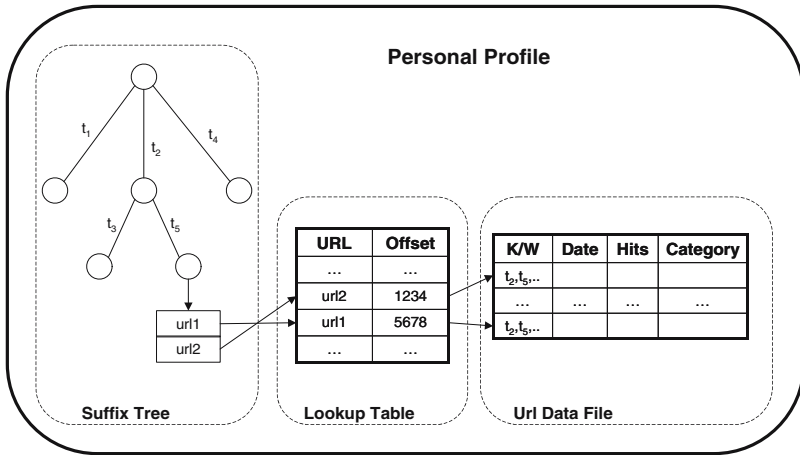 Personal Profile
t1
t2
t4
t3
t5
url1
url2
Suffix Tree
URL Offset
... ...
url2 1234
url1 5678
... ...
Lookup Table
K/W Date Hits Category
t2,t5,..
... ... ... ...
t2,t5,..
Url Data File